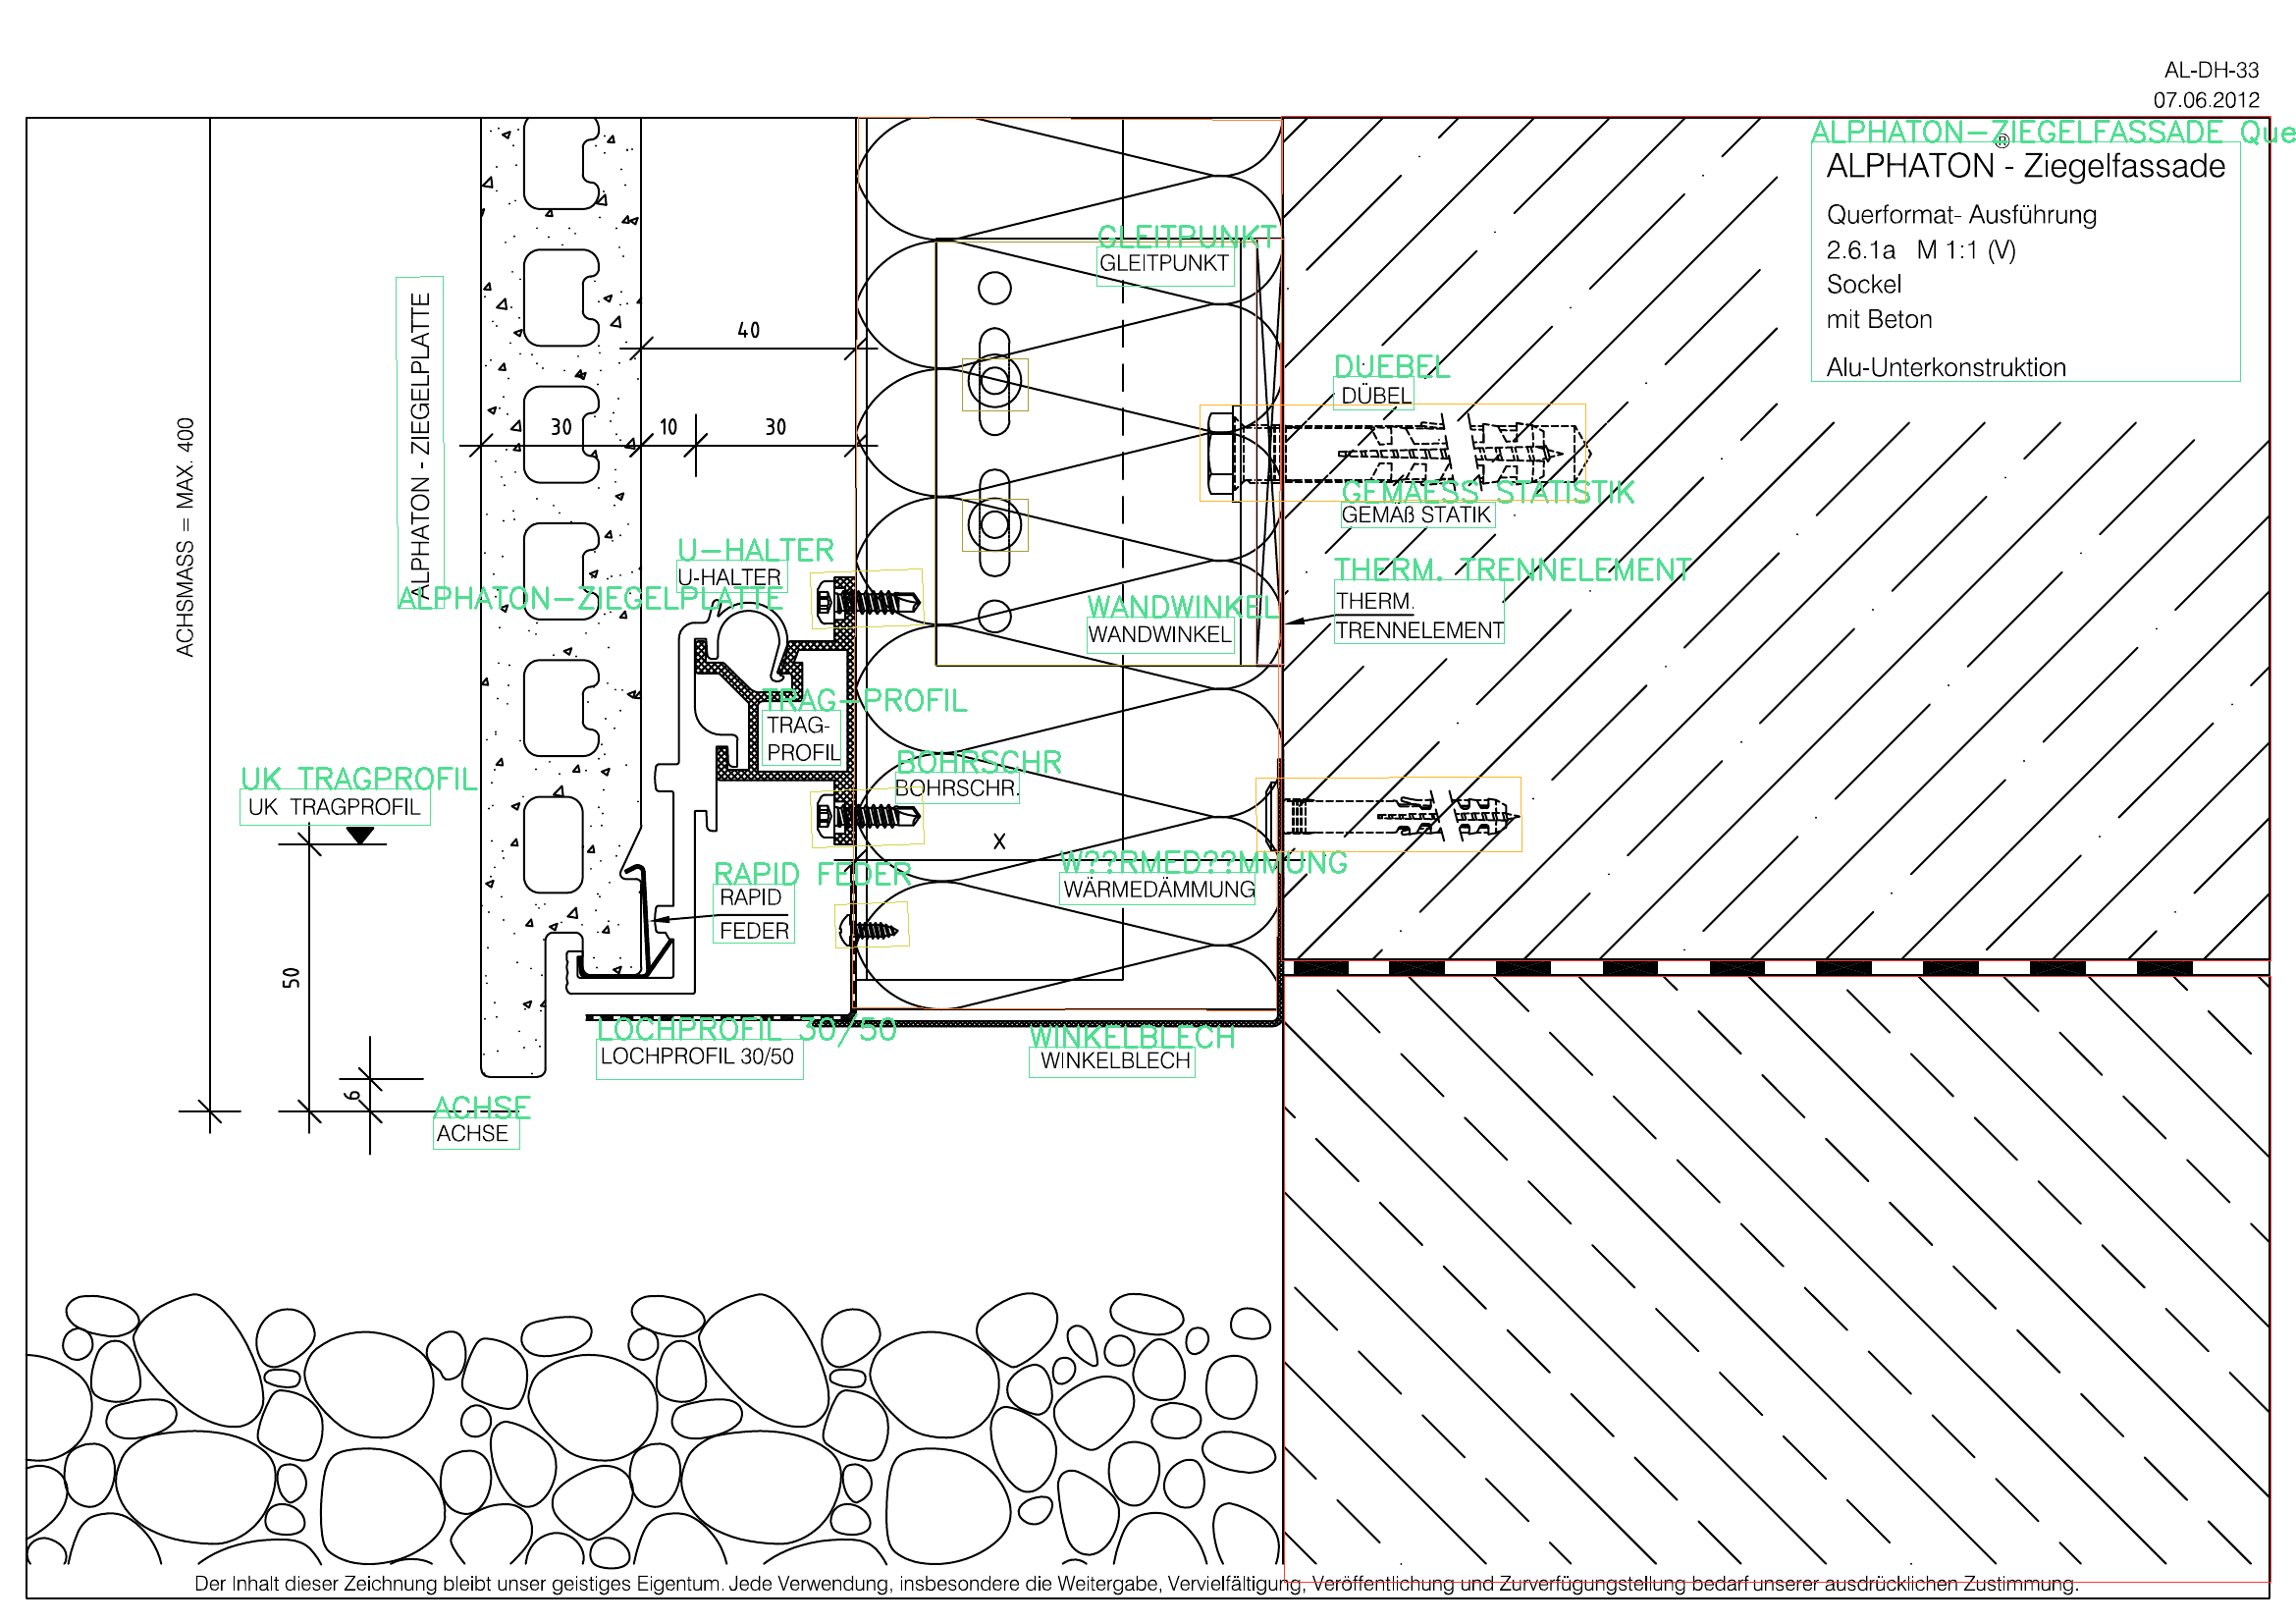 AL-DH-33
07.06.2012
ALPHATON-ZIEGELFASSADE Que
®
ALPHATON - Ziegelfassade
Querformat- Ausführung
2.6.1a M 1:1 (V)
Sockel
mit Beton
Alu-Unterkonstruktion
GLEITPUNKT
GLEITPUNKT
40
DUEBEL
DÜBEL
30
10
30
ACHSMASS = MAX. 400
ALPHATON - ZIEGELPLATTE
ALPHATON-ZIEGELPLATTE
GEMAESS STATISTIK
GEMÄß STATIK
U-HALTER
U-HALTER
THERM. TRENNELEMENT
THERM.
TRENNELEMENT
WANDWINKEL
WANDWINKEL
TRAG-PROFIL
TRAG-
PROFIL
BOHRSCHR
BOHRSCHR.
UK TRAGPROFIL
UK TRAGPROFIL
X
W??RMED??MMUNG
WÄRMEDÄMMUNG
RAPID FEDER
RAPID
FEDER
50
LOCHPROFIL 30/50
LOCHPROFIL 30/50
WINKELBLECH
WINKELBLECH
6
ACHSE
ACHSE
Der Inhalt dieser Zeichnung bleibt unser geistiges Eigentum. Jede Verwendung, insbesondere die Weitergabe, Vervielfältigung, Veröffentlichung und Zurverfügungstellung bedarf unserer ausdrücklichen Zustimmung.